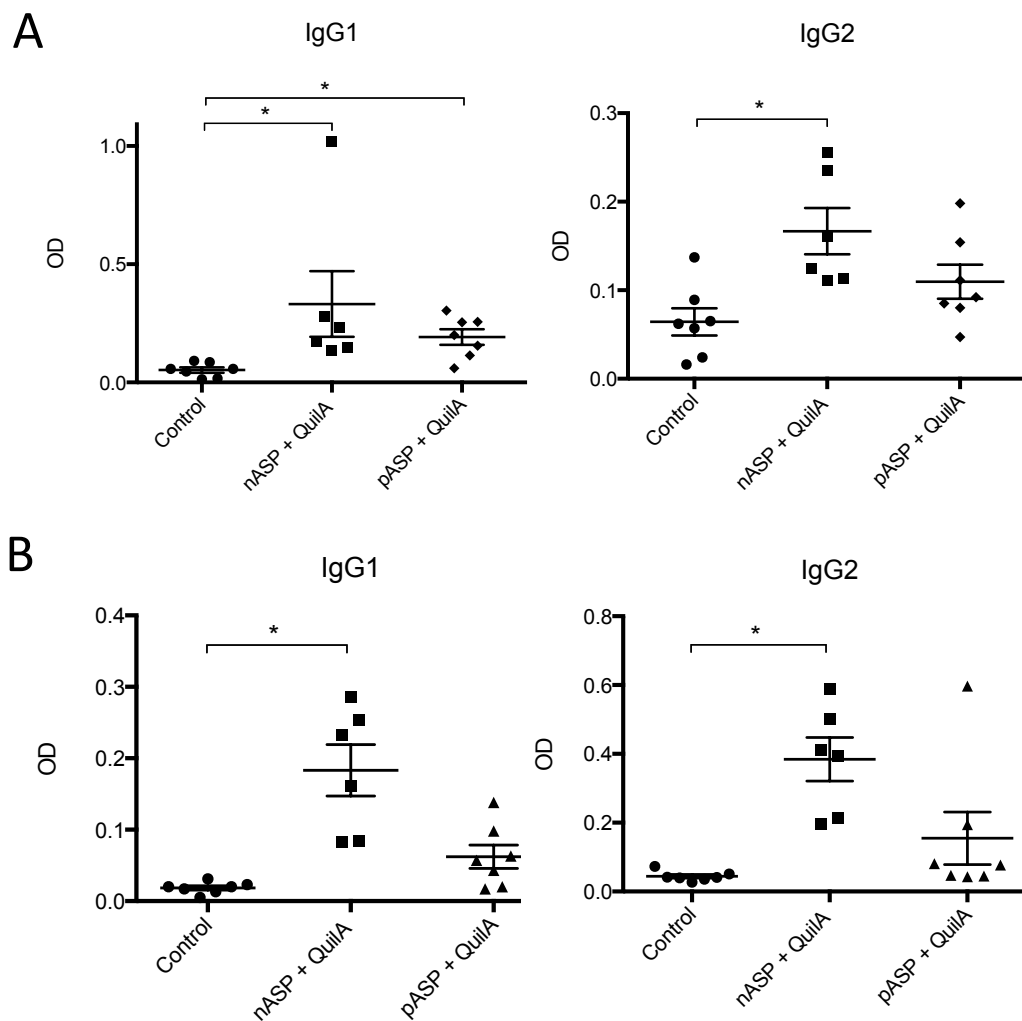 A
IgG1
IgG2
*
*
*
1.0
0.5
0.0
OD
0.3
0.2
0.1
0.0
OD
Control
nASP + QuilA
pASP + QuilA
Control
nASP + QuilA
pASP + QuilA
B
IgG1
IgG2
*
*
0.4
0.3
0.2
0.1
0.0
OD
0.8
0.6
0.4
0.2
0.0
OD
Control
nASP + QuilA
pASP + QuilA
Control
nASP + QuilA
pASP + QuilA